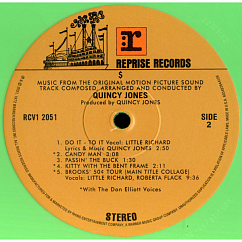 R
REPRISE RECORDS
$
MUSIC FROM THE ORIGINAL MOTION PICTURE SOUND
TRACK COMPOSED, ARRANGED AND CONDUCTED BY
QUINCY JONES
Produced by QUINCY JONES
RCV1 2051
SIDE
2
1. DO IT - TO IT Vocal: LITTLE RICHARD
Lyrics & Music QUINCY JONES 2:50
*2. CANDY MAN 3:08
3. PASSIN' THE BUCK 1:30
4. KITTY WITH THE BENT FRAME 2:11
5. BROOKS' 50¢ TOUR (MAIN TITLE COLLAGE)
Vocals: LITTLE RICHARD, ROBERTA FLACK 9:36
*With The Don Elliott Voices
STEREO